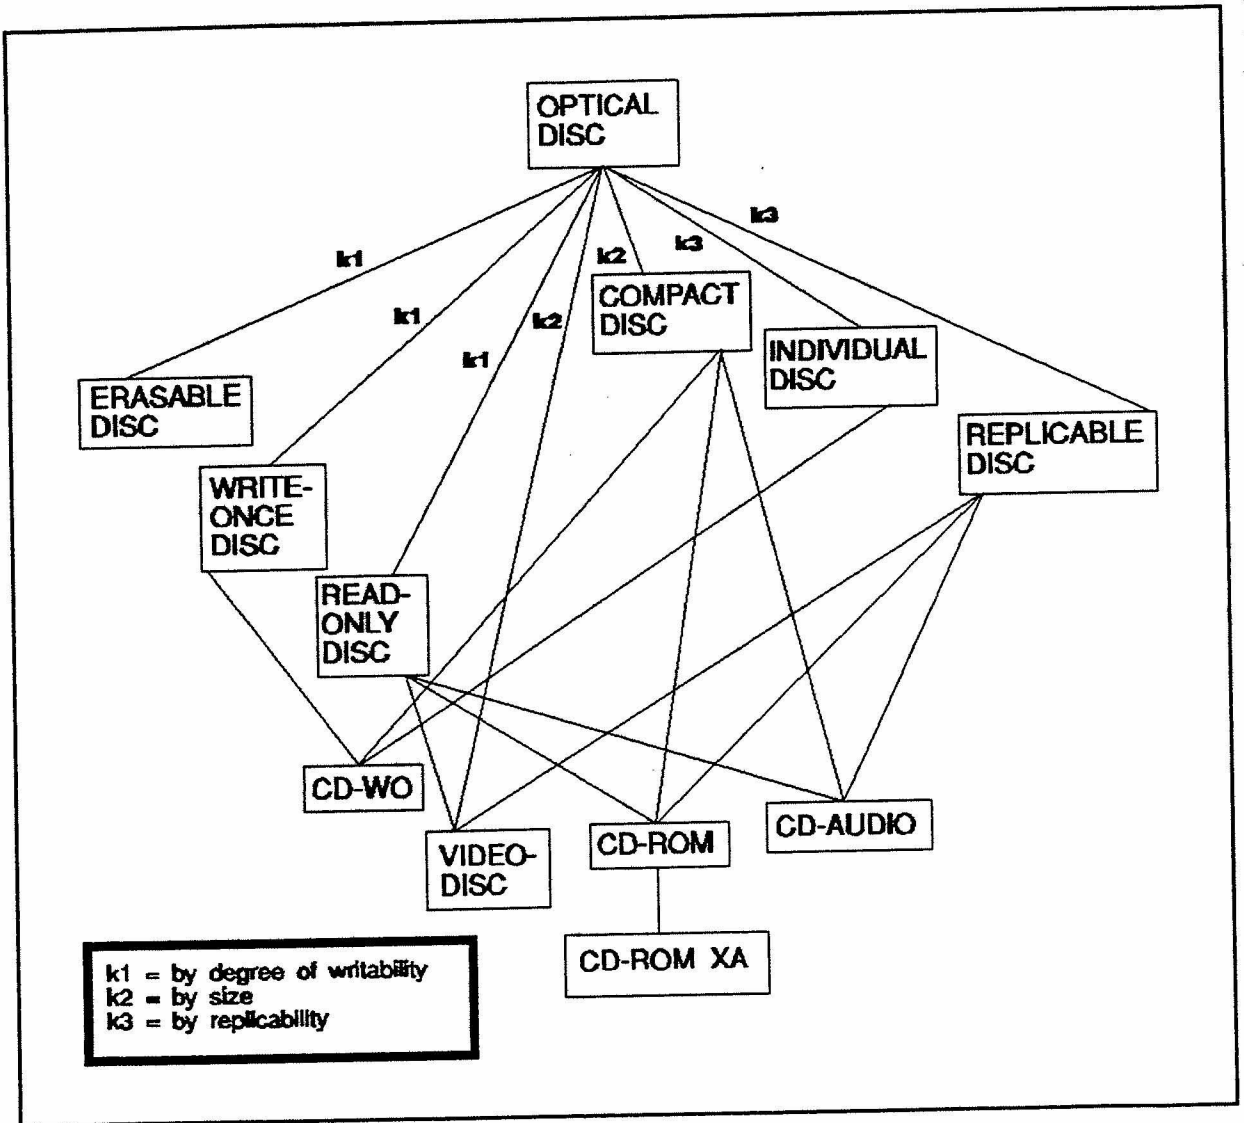 OPTICAL
DISC
k3
k3
k1
k2
k1
k2
k1
COMPACT
DISC
INDIVIDUAL
DISC
ERASABLE
DISC
REPLICABLE
DISC
WRITE-
ONCE
DISC
READ-
ONLY
DISC
CD-WO
VIDEO-
DISC
CD-ROM
CD-AUDIO
CD-ROM XA
k1 = by degree of writability
k2 = by size
k3 = by replicability